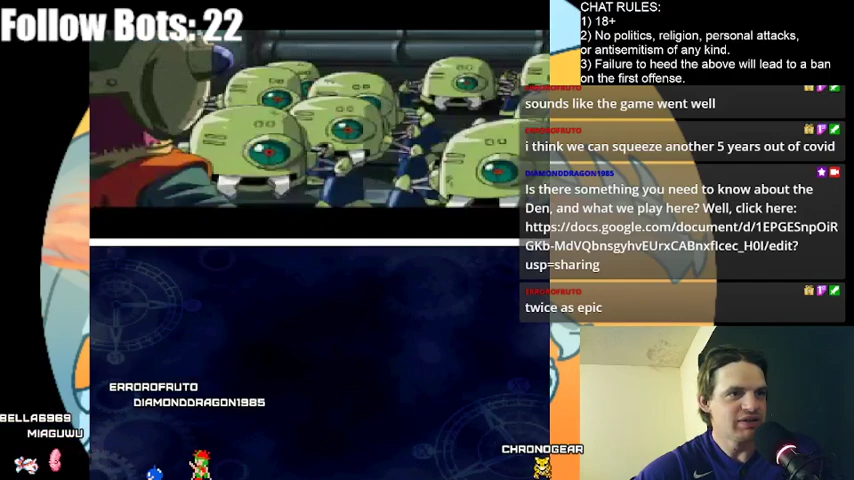 Follow Bots: 22
CHAT RULES:
1) 18+
2) No politics, religion, personal attacks,
or antisemitism of any kind.
3) Failure to heed the above will lead to a ban
on the first offense.
sounds like the game went well
ERROROFRUTO
i think we can squeeze another 5 years out of covid
DIAMONDDRAGON1985
Is there something you need to know about the
Den, and what we play here? Well, click here:
https://docs.google.com/document/d/1EPGESnpOiR
GKb-MdVQbnsgyhvEUrxCABnxfIcec_H0I/edit?
usp=sharing
ERROROFRUTO
twice as epic
ERROROFRUTO
DIAMONDDRAGON1985
BELLA6969
MIAGUWU
CHRONOGEAR